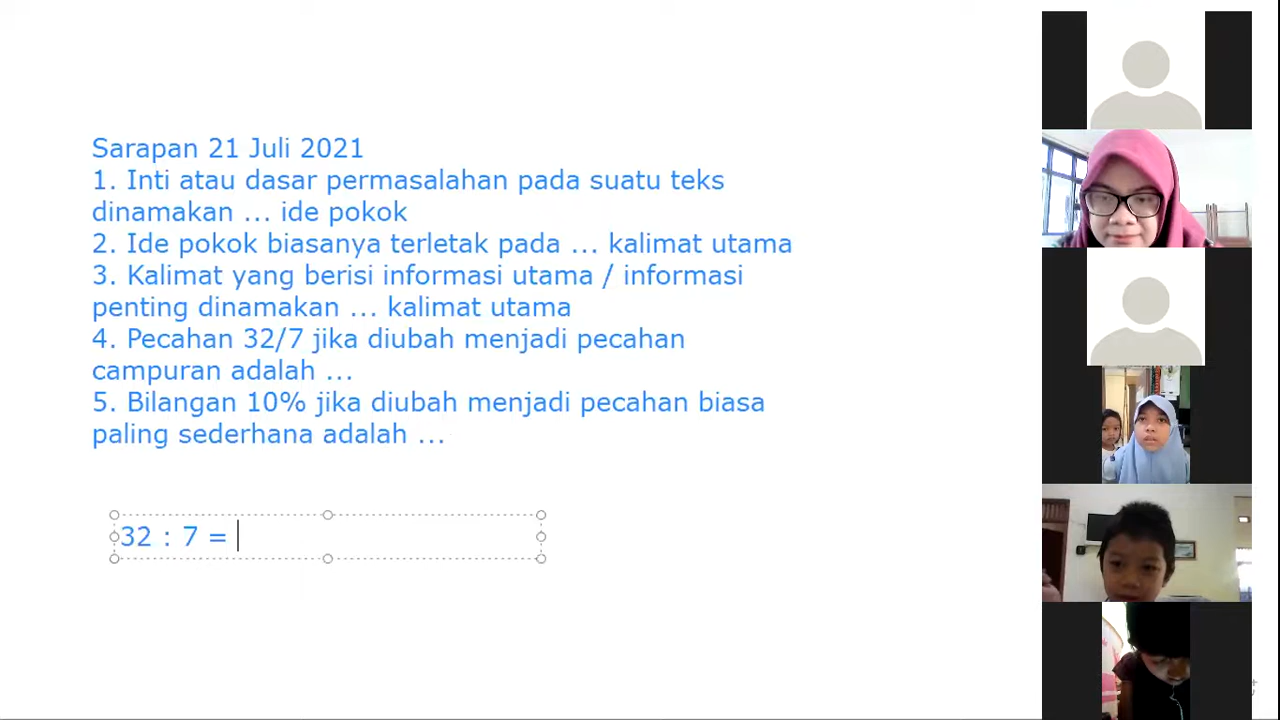 Sarapan 21 Juli 2021
1. Inti atau dasar permasalahan pada suatu teks
dinamakan ... ide pokok
2. Ide pokok biasanya terletak pada ... kalimat utama
3. Kalimat yang berisi informasi utama / informasi
penting dinamakan ... kalimat utama
4. Pecahan 32/7 jika diubah menjadi pecahan
campuran adalah ...
5. Bilangan 10% jika diubah menjadi pecahan biasa
paling sederhana adalah ...
32 : 7 =